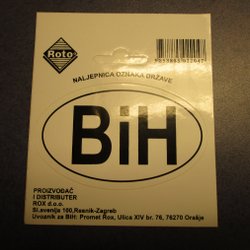 Roto
NALJEPNICA OZNAKA DRŽAVE
BiH
PROIZVOĐAČ
I DISTRIBUTER
ROX d.o.o.
Sl.avenija 100,Resnik-Zagreb
Uvoznik za BiH: Promet Rox, Ulica XIV br. 76, 76270 Orašje